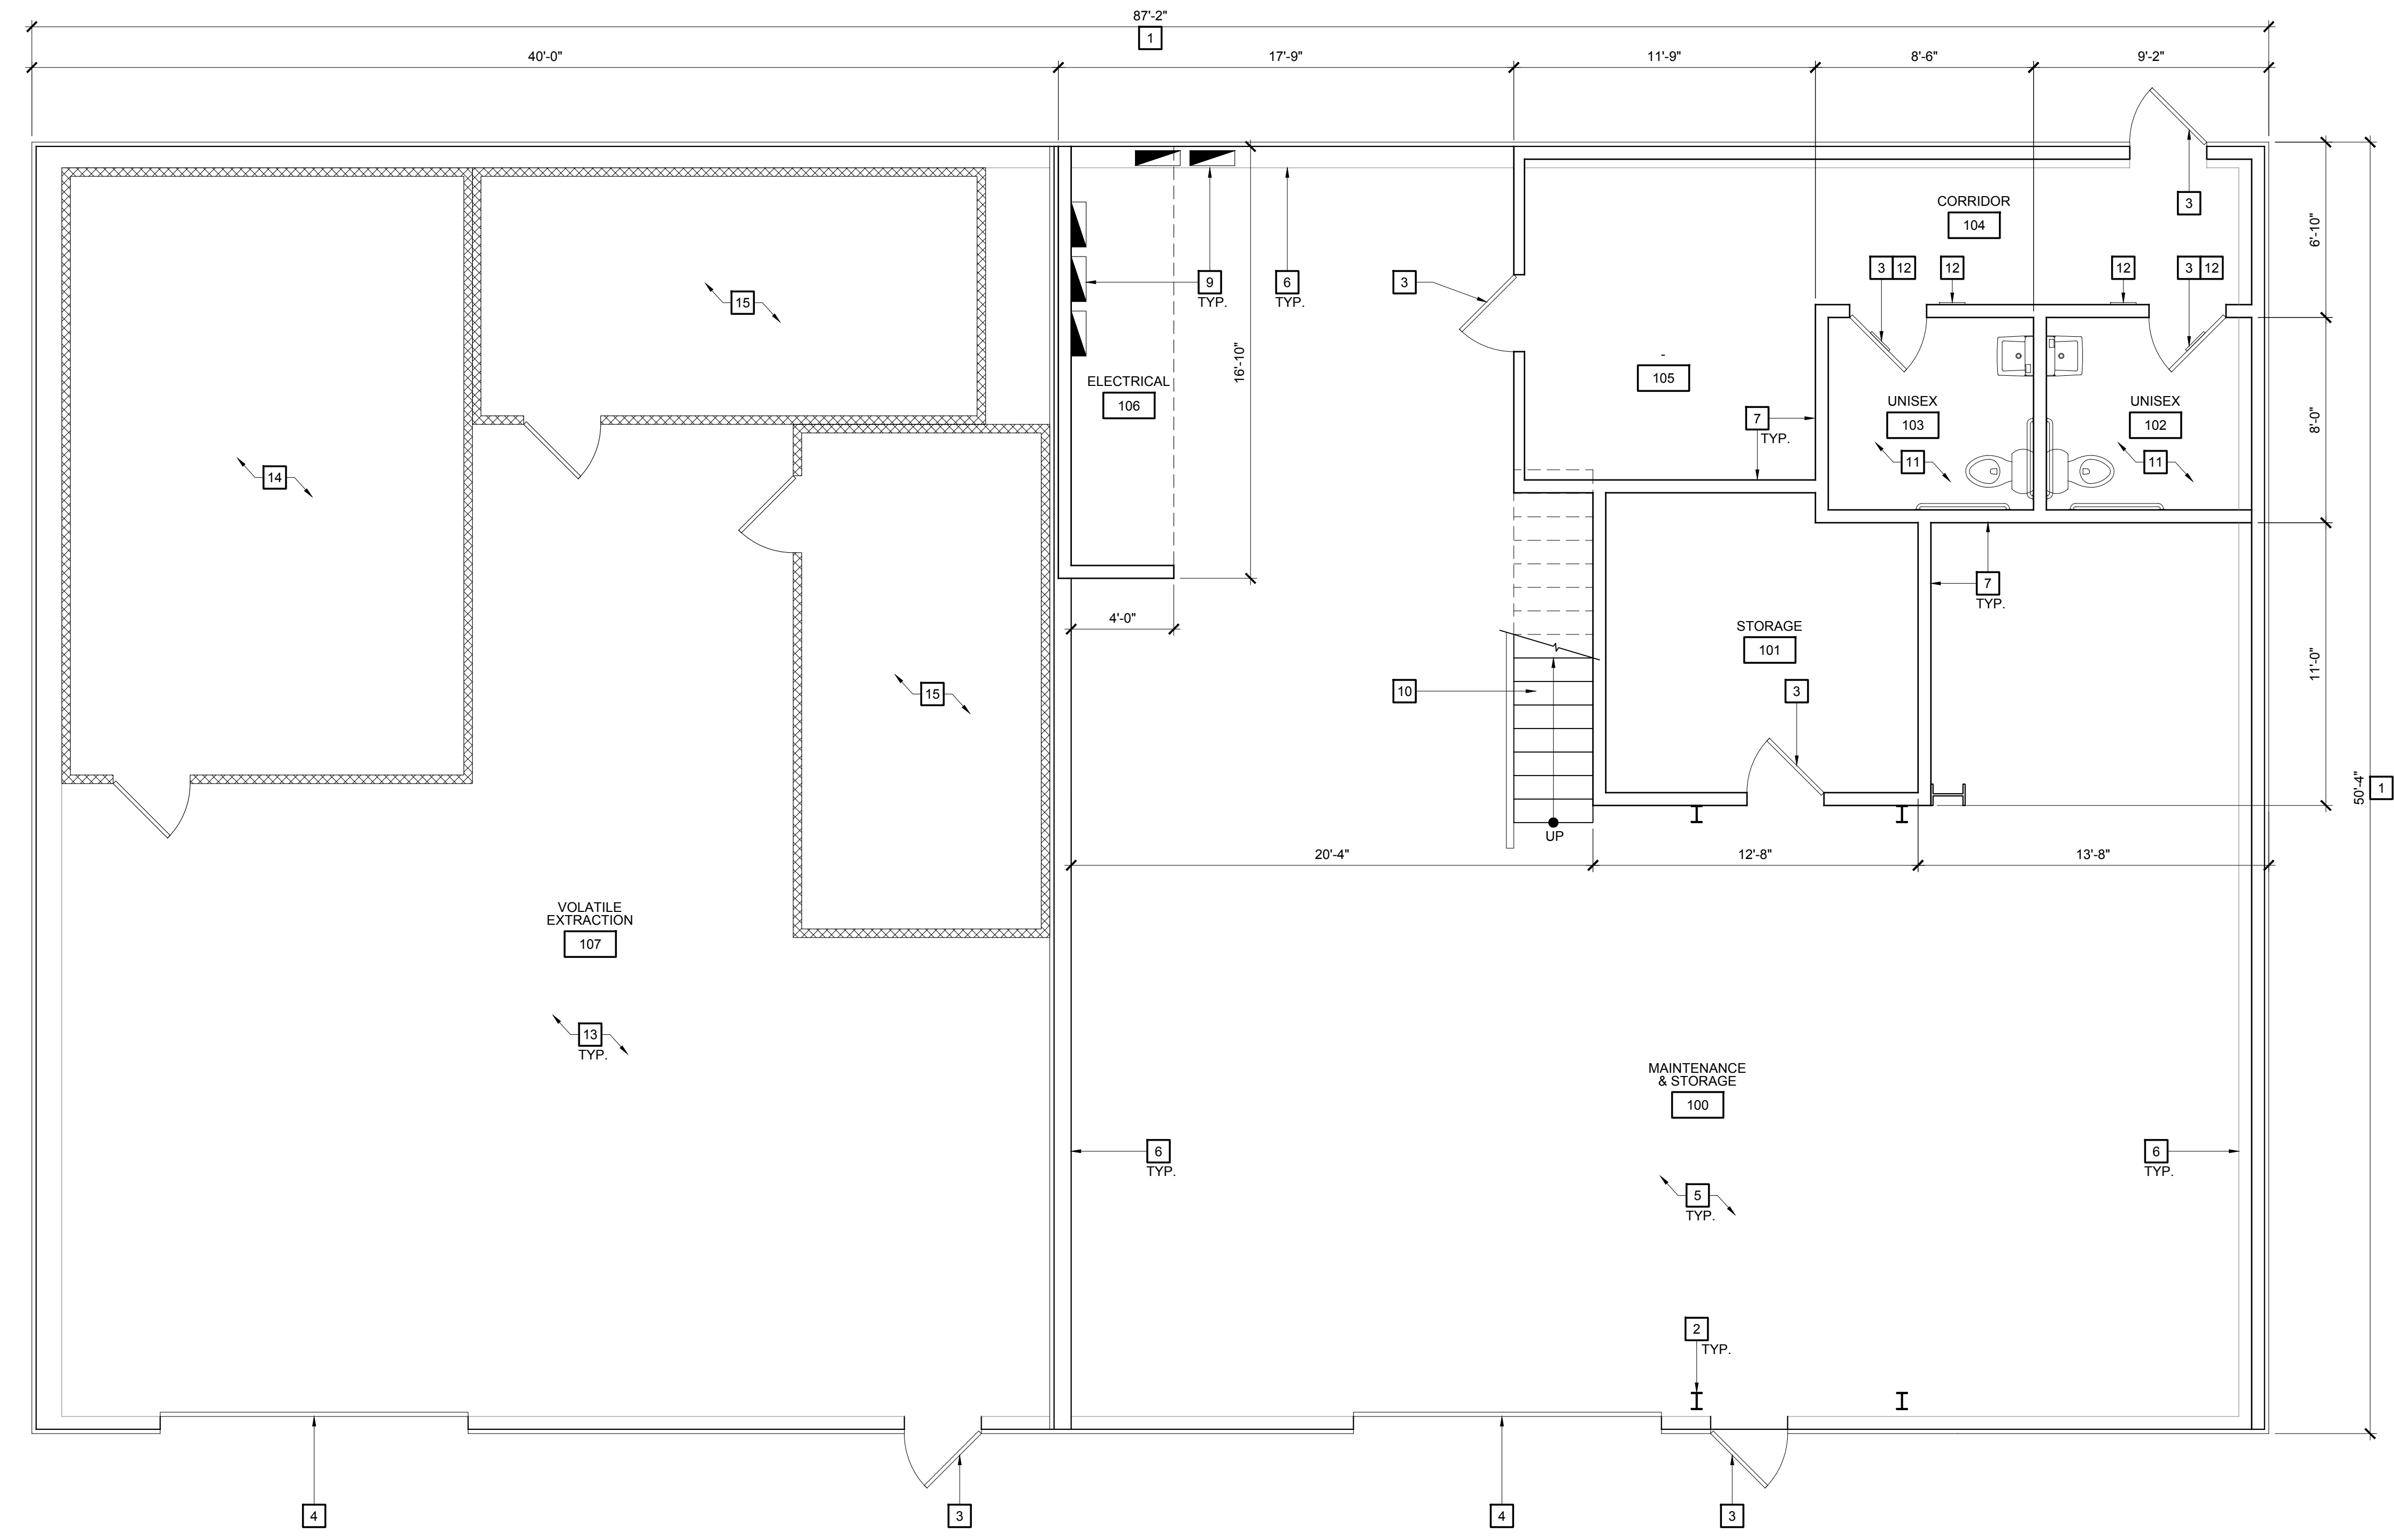 87'-2"
1
40'-0"
17'-9"
11'-9"
8'-6"
9'-2"
3
CORRIDOR
104
6'-10"
3 12
12
12
3 12
9
TYP.
6
TYP.
3
15
16'-10"
-
105
ELECTRICAL
106
7
TYP.
UNISEX
103
11
UNISEX
102
11
8'-0"
14
7
TYP.
4'-0"
STORAGE
101
3
11'-0"
15
10
UP
50'-4"
1
20'-4"
12'-8"
13'-8"
VOLATILE
EXTRACTION
107
13
TYP.
MAINTENANCE
& STORAGE
100
6
TYP.
6
TYP.
5
TYP.
2
TYP.
4
3
4
3